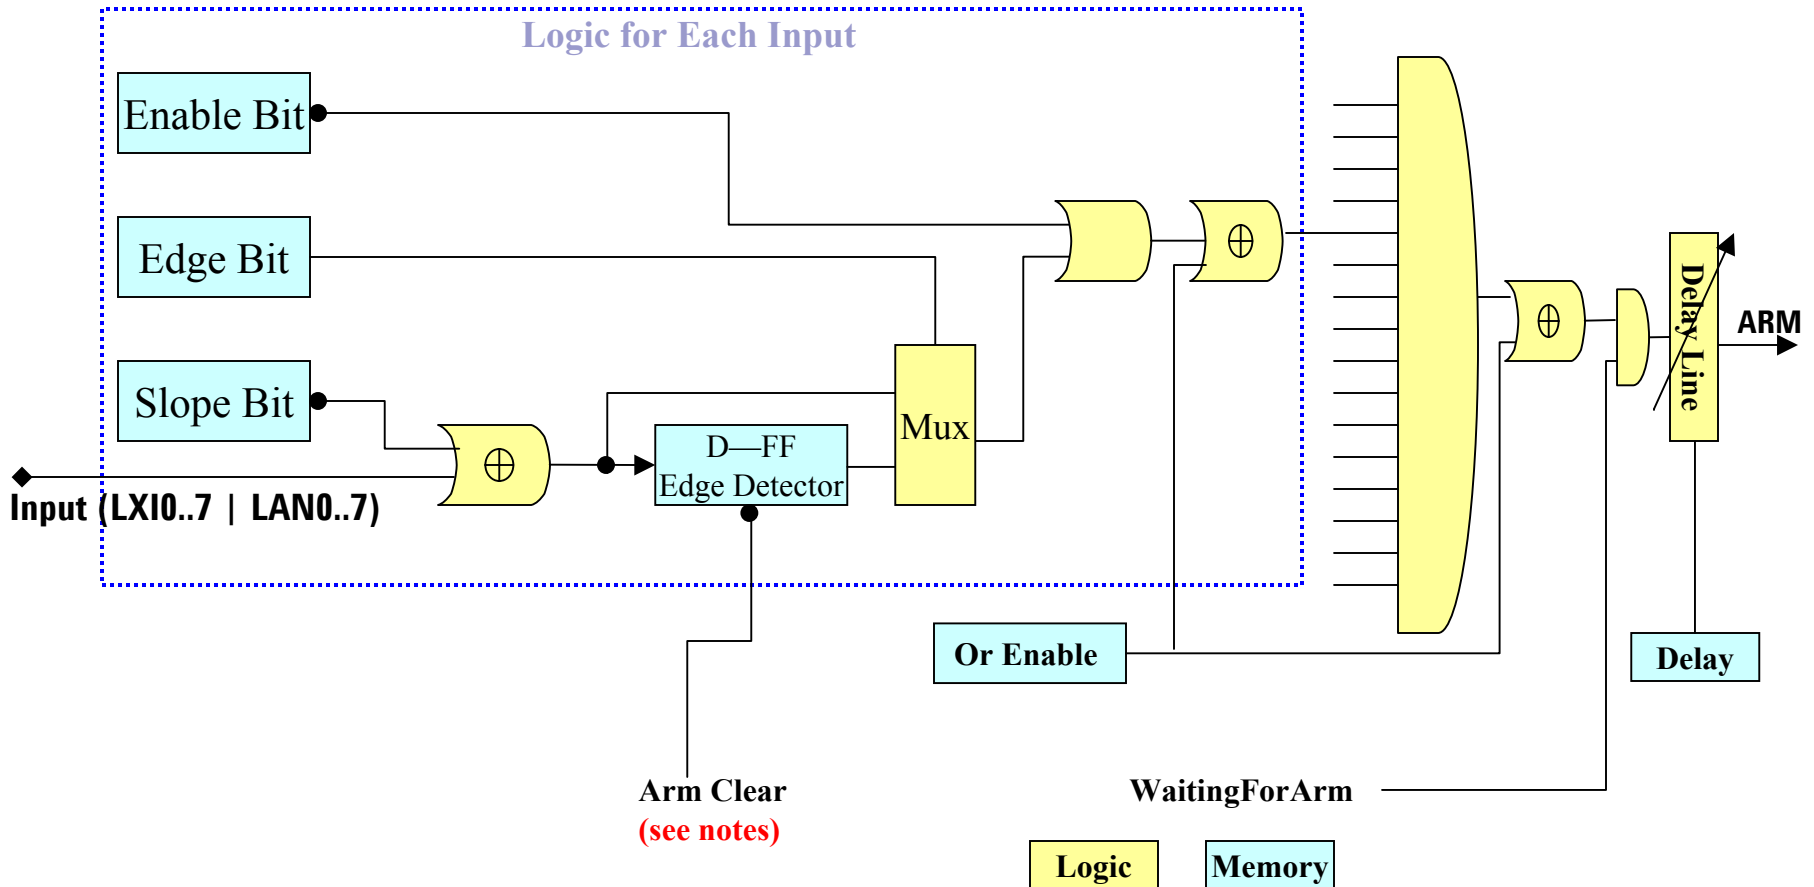 Logic for Each Input
Enable Bit
Edge Bit
Slope Bit
Input (LXI0..7 | LAN0..7)
D—FF
Edge Detector
Mux
Delay Line
ARM
Or Enable
Delay
Arm Clear
(see notes)
WaitingForArm
Logic
Memory